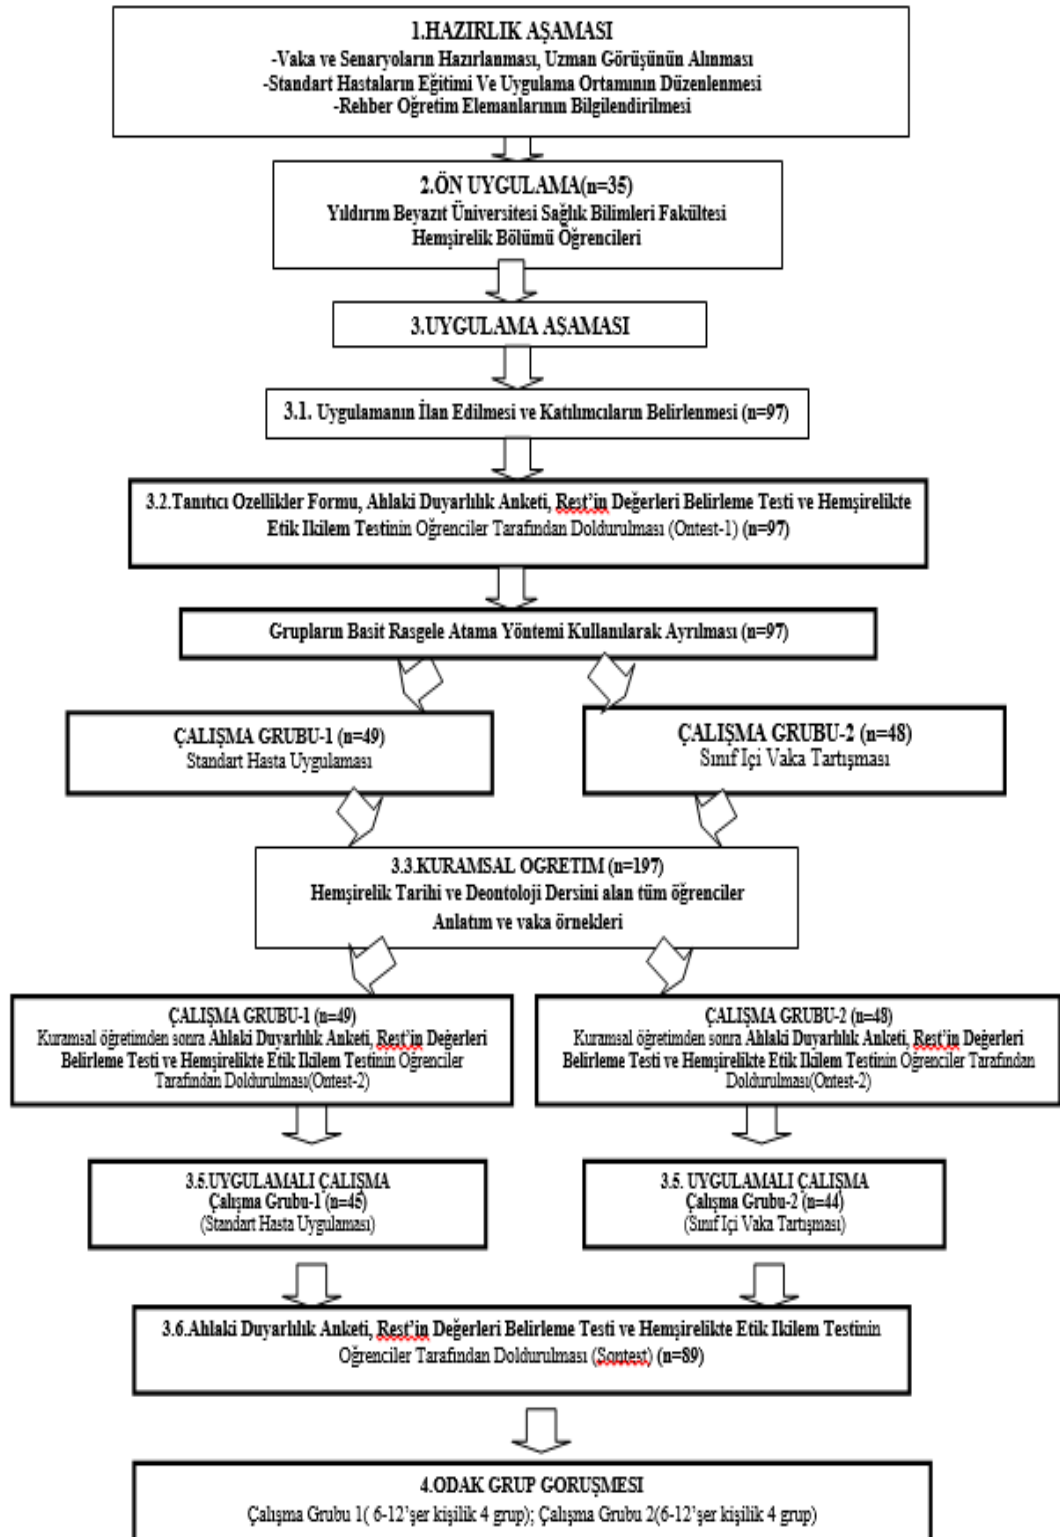 1.HAZIRLIK AŞAMASI
-Vaka ve Senaryoların Hazırlanması, Uzman Görüşünün Alınması
-Standart Hastaların Eğitimi Ve Uygulama Ortamının Düzenlenmesi
-Rehber Oğretim Elemanlarının Bilgilendirilmesi
2.ÖN UYGULAMA(n=35)
Yıldırım Beyazıt Üniversitesi Sağlık Bilimleri Fakültesi
Hemşirelik Bölümü Öğrencileri
3.UYGULAMA AŞAMASI
3.1. Uygulamanın İlan Edilmesi ve Katılımcıların Belirlenmesi (n=97)
3.2.Tanıtıcı Ozellikler Formu, Ahlaki Duyarlılık Anketi, Rest'in Değerleri Belirleme Testi ve Hemşirelikte
Etik Ikilem Testinin Oğrenciler Tarafından Doldurulması (Ontest-1) (n=97)
Grupların Basit Rasgele Atama Yöntemi Kullanılarak Ayrılması (n=97)
ÇALIŞMA GRUBU-1 (n=49)
Standart Hasta Uygulaması
ÇALIŞMA GRUBU-2 (n=48)
Sınıf Içi Vaka Tartışması
3.3.KURAMSAL OGRETIM (n=197)
Hemşirelik Tarihi ve Deontoloji Dersini alan tüm öğrenciler
Anlatım ve vaka örnekleri
ÇALIŞMA GRUBU-1 (n=49)
Kuramsal öğretimden sonra Ahlaki Duyarlılık Anketi, Rest'in Değerleri
Belirleme Testi ve Hemşirelikte Etik Ikilem Testinin Oğrenciler
Tarafından Doldurulması(Ontest-2)
ÇALIŞMA GRUBU-2 (n=48)
Kuramsal öğretimden sonra Ahlaki Duyarlılık Anketi, Rest'in Değerleri
Belirleme Testi ve Hemşirelikte Etik Ikilem Testinin Oğrenciler Tarafından
Doldurulması(Ontest-2)
3.5.UYGULAMALI ÇALIŞMA
Çalışma Grubu-1 (n=45)
(Standart Hasta Uygulaması)
3.5. UYGULAMALI ÇALIŞMA
Çalışma Grubu-2 (n=44)
(Sınıf Içi Vaka Tartışması)
3.6.Ahlaki Duyarlılık Anketi, Rest'in Değerleri Belirleme Testi ve Hemşirelikte Etik Ikilem Testinin
Oğrenciler Tarafından Doldurulması (Sontest) (n=89)
4.ODAK GRUP GORUŞMESI
Çalışma Grubu 1( 6-12'şer kişilik 4 grup); Çalışma Grubu 2(6-12'şer kişilik 4 grup)